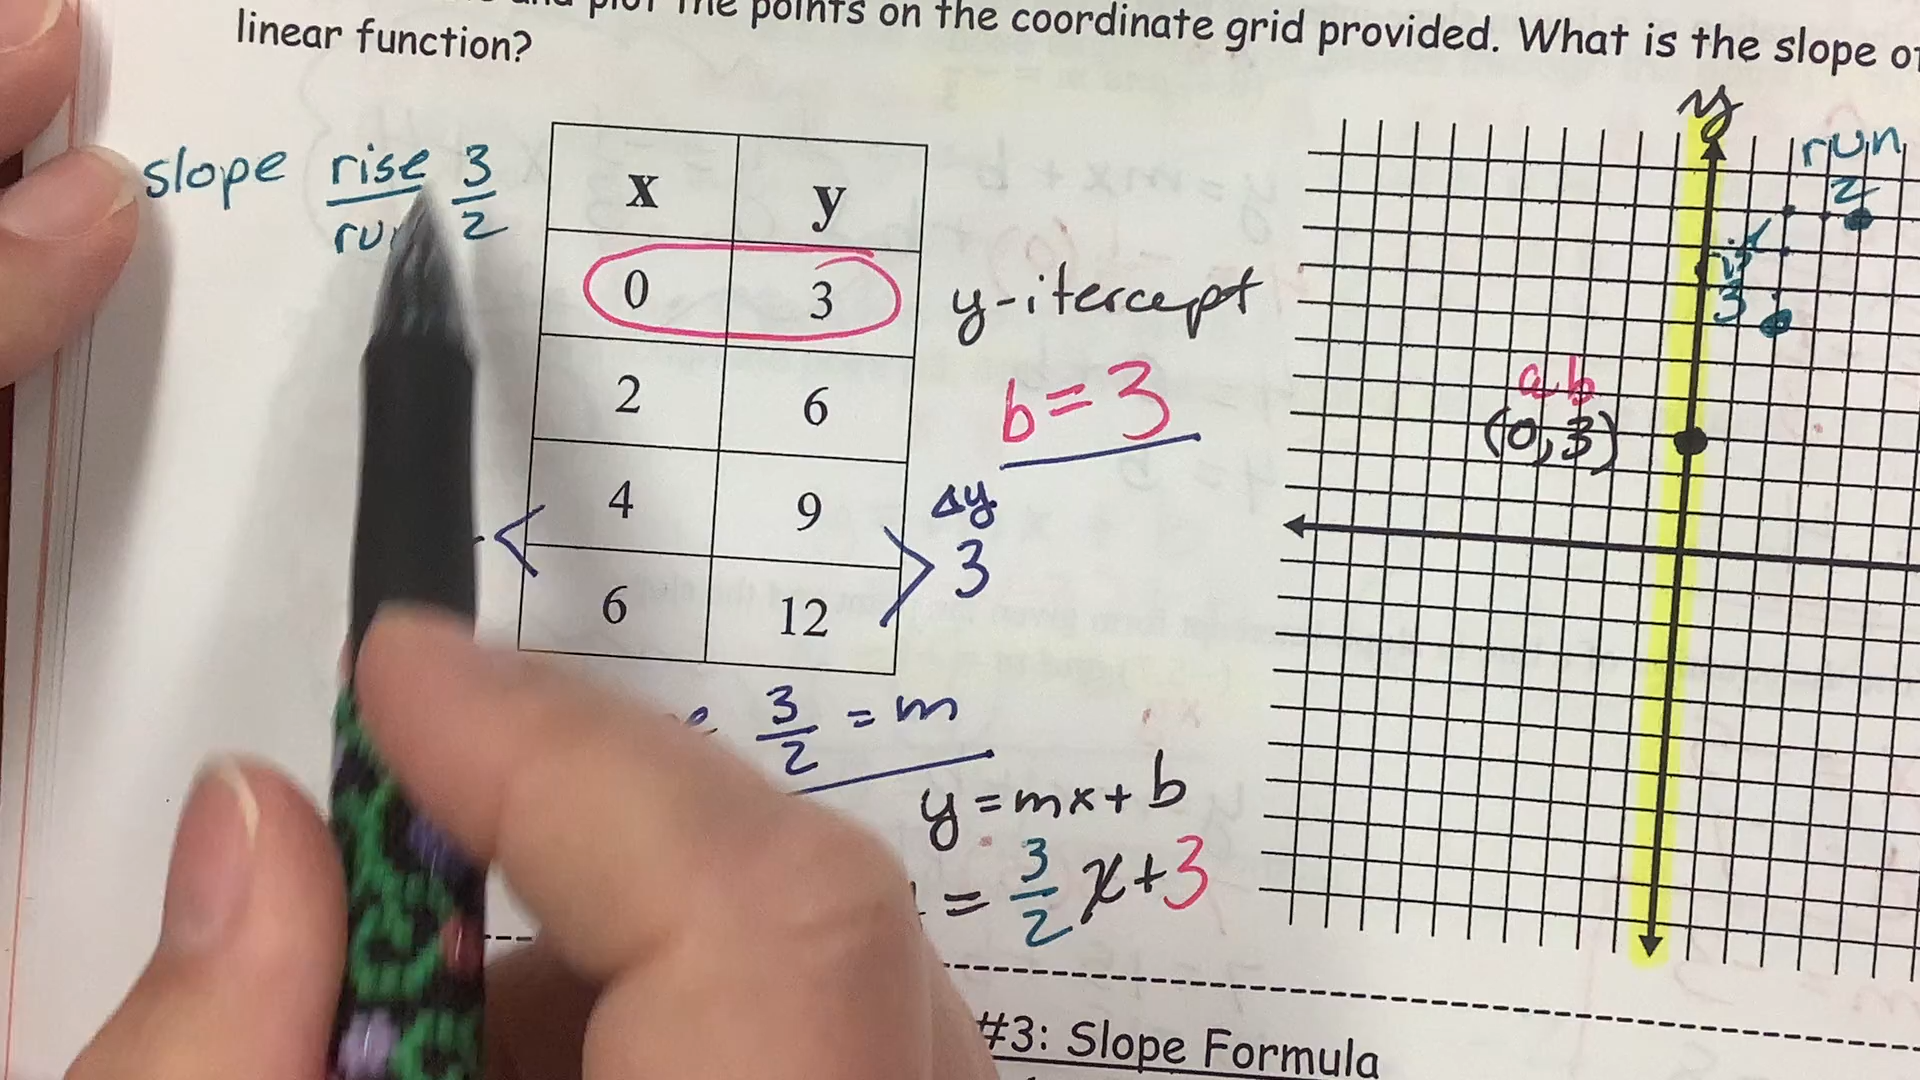 plot the points on the coordinate grid provided. What is the slope of
linear function?
slope rise 3
2
x y
0 3
2 6
4 9
6 12
y-itercept
b=3
Δy
3
3/2 = m
y = mx + b
= 3/2 x + 3
y
run
2
3
a b
(0,3)
#3: Slope Formula